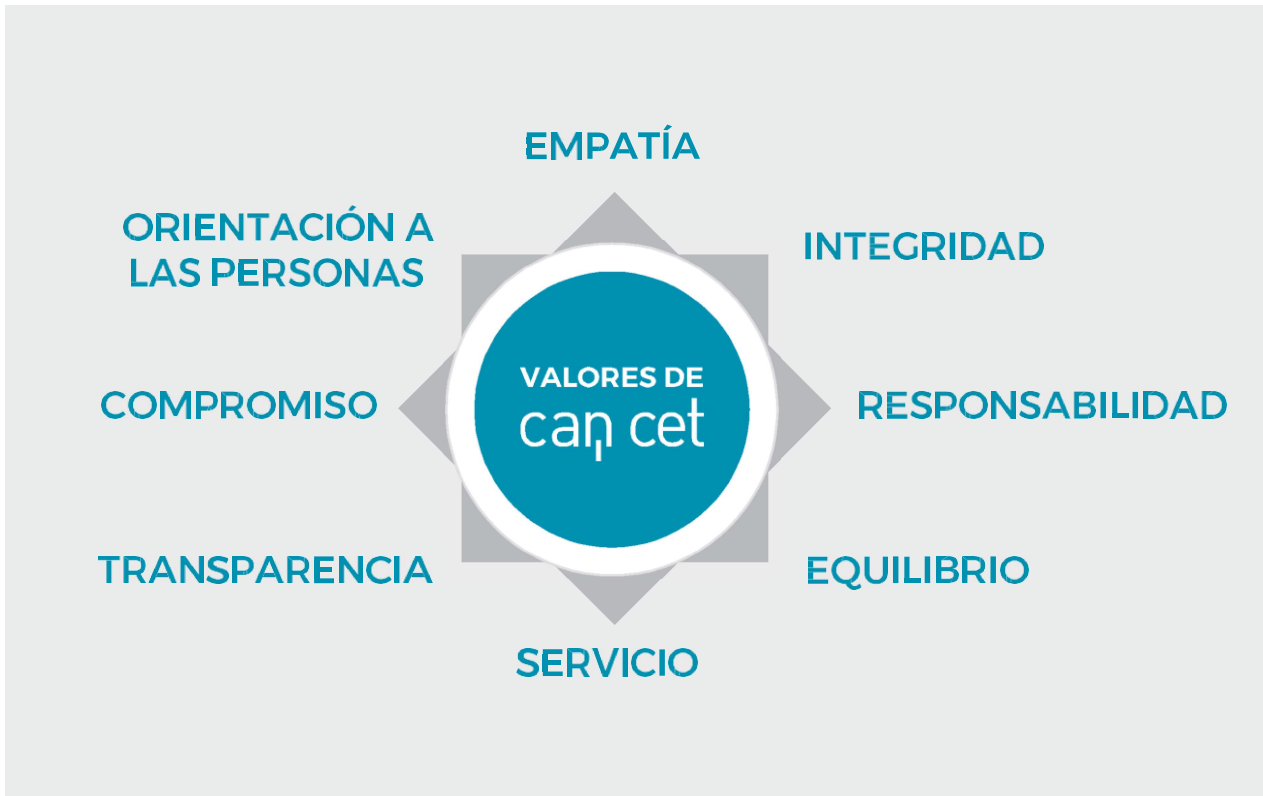 EMPATÍA
ORIENTACIÓN A
LAS PERSONAS
INTEGRIDAD
VALORES DE
can cet
COMPROMISO
RESPONSABILIDAD
TRANSPARENCIA
EQUILIBRIO
SERVICIO